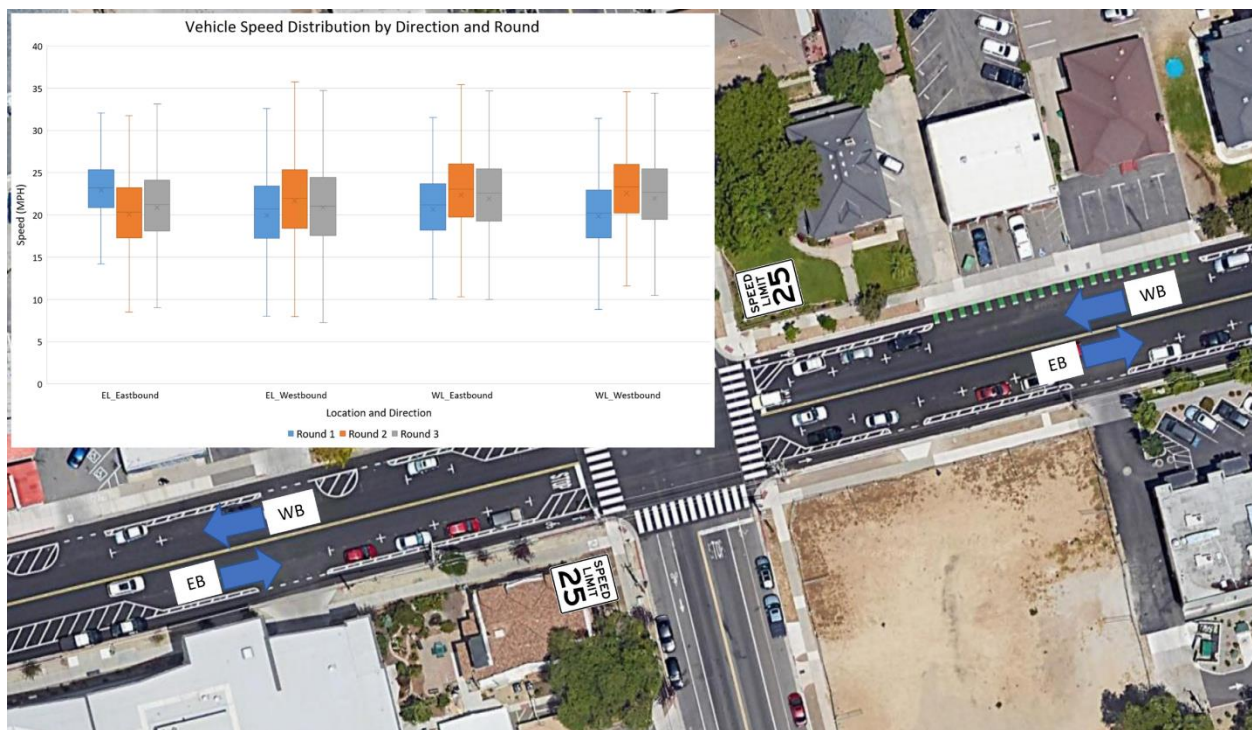 Vehicle Speed Distribution by Direction and Round
40
35
30
25
20
15
10
5
0
Speed (MPH)
EL_Eastbound EL_Westbound WL_Eastbound WL_Westbound
Location and Direction
Round 1 Round 2 Round 3
SPEED
LIMIT
25
WB
EB
WB
EB
STOP
SPEED
LIMIT
25